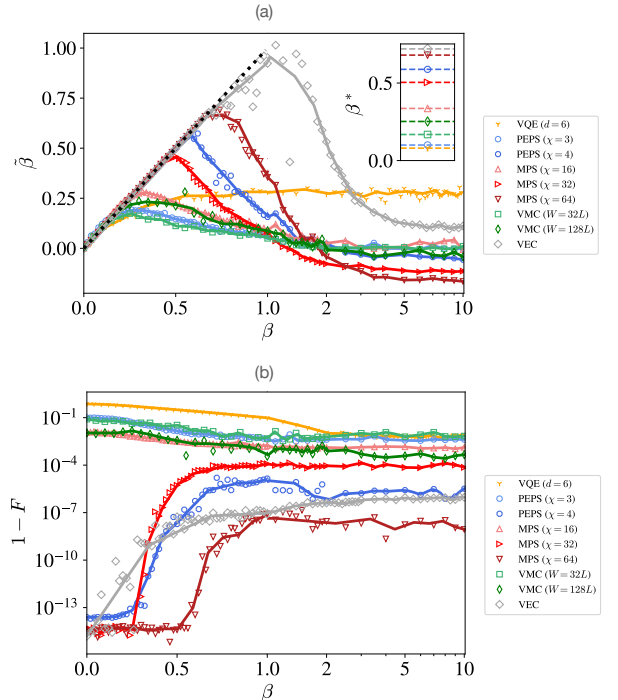 (a)
1.00
0.75
0.50
0.25
0.00
β̃
0.5
0.0
β*
0.0
0.5
1.0
2
5
10
β
VQE (d = 6)
PEPS (χ = 3)
PEPS (χ = 4)
MPS (χ = 16)
MPS (χ = 32)
MPS (χ = 64)
VMC (W = 32L)
VMC (W = 128L)
VEC
(b)
10⁻¹
10⁻⁴
10⁻⁷
10⁻¹⁰
10⁻¹³
1 − F
0.0
0.5
1.0
2
5
10
β
VQE (d = 6)
PEPS (χ = 3)
PEPS (χ = 4)
MPS (χ = 16)
MPS (χ = 32)
MPS (χ = 64)
VMC (W = 32L)
VMC (W = 128L)
VEC